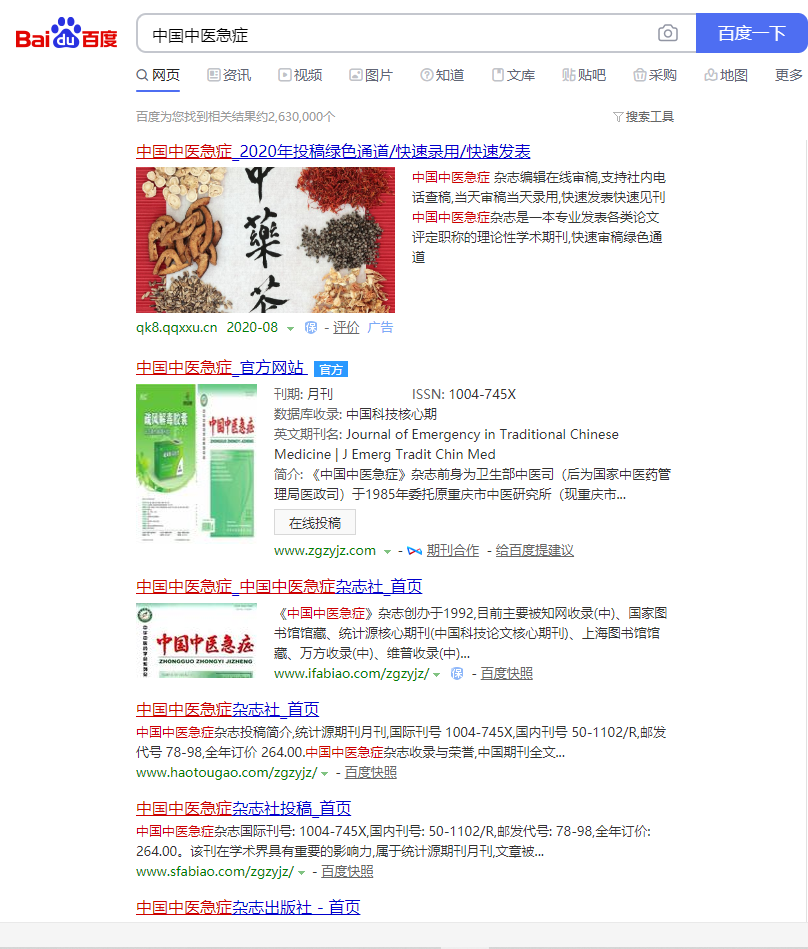 Bai du 百度
中国中医急症
百度一下
网页 资讯 视频 图片 知道 文库 贴吧 采购 地图 更多
百度为您找到相关结果约2,630,000个 搜索工具
中国中医急症_2020年投稿绿色通道/快速录用/快速发表
中藥茶
中国中医急症 杂志编辑在线审稿,支持社内电
话查稿,当天审稿当天录用,快速发表快速见刊
中国中医急症杂志是一本专业发表各类论文
评定职称的理论性学术期刊,快速审稿绿色通
道
qk8.qqxxu.cn 2020-08 保 - 评价 广告
中国中医急症_官方网站 官方
疏风解毒胶囊
中国中医急症
刊期: 月刊 ISSN: 1004-745X
数据库收录: 中国科技核心期
英文期刊名: Journal of Emergency in Traditional Chinese
Medicine | J Emerg Tradit Chin Med
简介: 《中国中医急症》杂志前身为卫生部中医司（后为国家中医药管
理局医政司）于1985年委托原重庆市中医研究所（现重庆市...
在线投稿
www.zgzyjz.com - 期刊合作 - 给百度提建议
中国中医急症_中国中医急症杂志社_首页
中国中医急症
ZHONGGUO ZHONGYI JIZHENG
《中国中医急症》杂志创办于1992,目前主要被知网收录(中)、国家图
书馆馆藏、统计源核心期刊(中国科技论文核心期刊)、上海图书馆馆
藏、万方收录(中)、维普收录(中)...
www.ifabiao.com/zgzyjz/ 保 - 百度快照
中国中医急症杂志社_首页
中国中医急症杂志投稿简介,统计源期刊月刊,国际刊号 1004-745X,国内刊号 50-1102/R,邮发
代号 78-98,全年订价 264.00.中国中医急症杂志收录与荣誉,中国期刊全文...
www.haotougao.com/zgzyjz/ - 百度快照
中国中医急症杂志社投稿_首页
中国中医急症杂志国际刊号: 1004-745X,国内刊号: 50-1102/R,邮发代号: 78-98,全年订价:
264.00。该刊在学术界具有重要的影响力,属于统计源期刊月刊,文章被...
www.sfabiao.com/zgzyjz/ - 百度快照
中国中医急症杂志出版社 - 首页